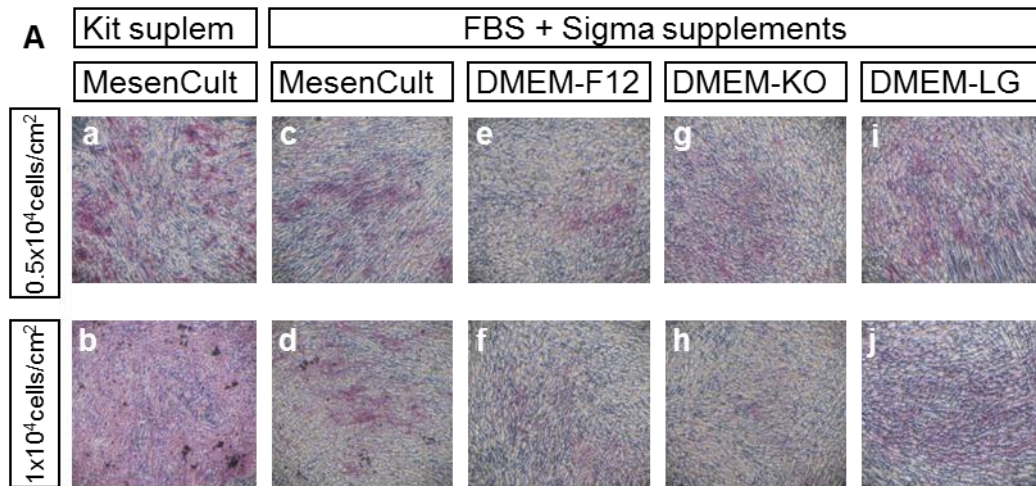 A
Kit suplem
FBS + Sigma supplements
MesenCult
MesenCult
DMEM-F12
DMEM-KO
DMEM-LG
0.5x10⁴cells/cm²
a
c
e
g
i
1x10⁴cells/cm²
b
d
f
h
j